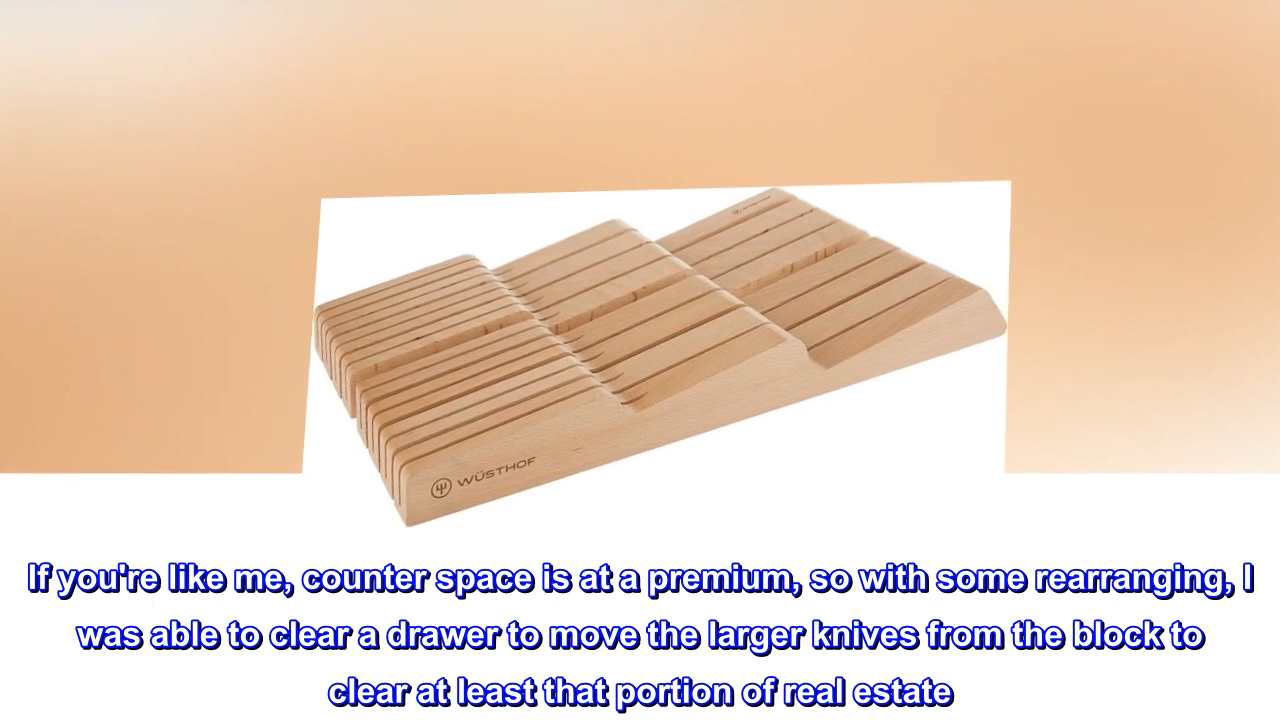 WÜSTHOF
If you're like me, counter space is at a premium, so with some rearranging, I
was able to clear a drawer to move the larger knives from the block to
clear at least that portion of real estate